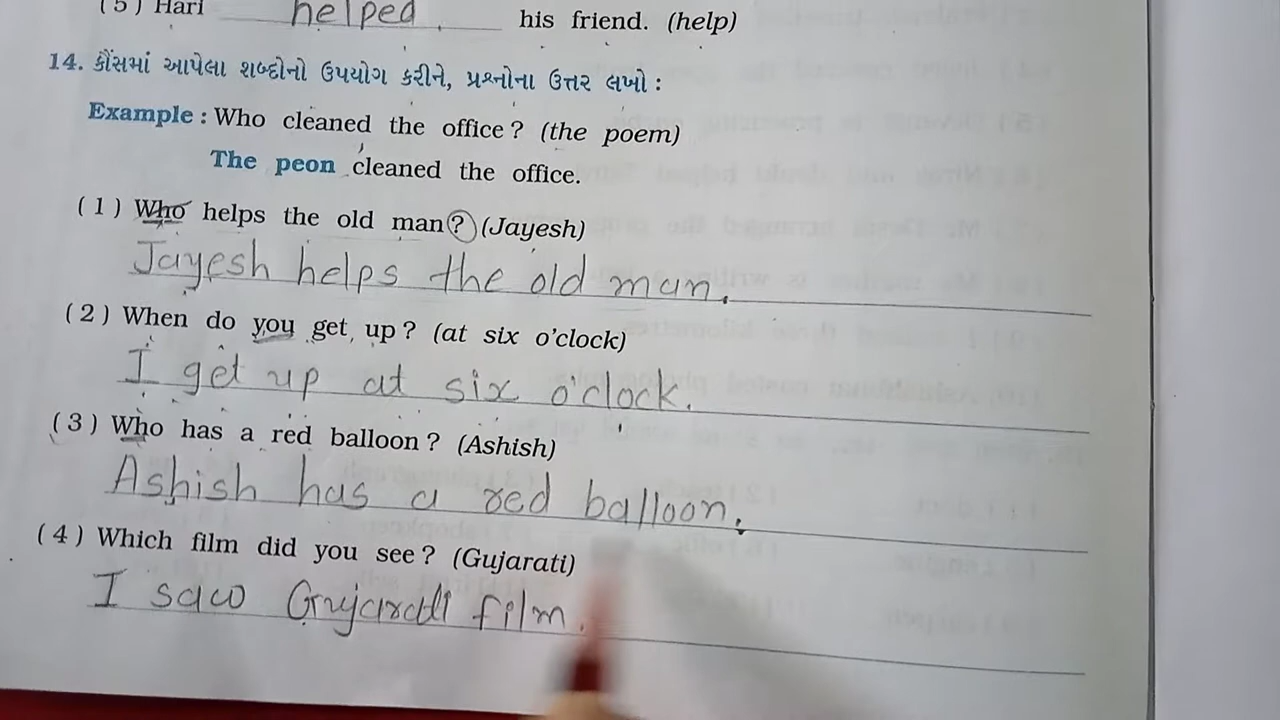 (5) Hari helped. his friend. (help)
14. કૌંસમાં આપેલા શબ્દોનો ઉપયોગ કરીને, પ્રશ્નોના ઉત્તર લખો :
Example : Who cleaned the office? (the poem)
The peon cleaned the office.
(1) Who helps the old man? (Jayesh)
Jayesh helps the old man.
(2) When do you get up? (at six o'clock)
I get up at six o'clock.
(3) Who has a red balloon? (Ashish)
Ashish has a red balloon.
(4) Which film did you see? (Gujarati)
I saw Gujarati film.